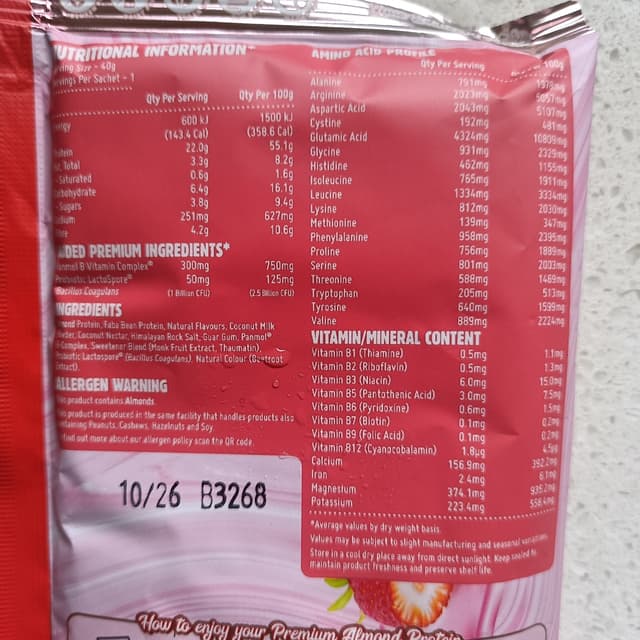 NUTRITIONAL INFORMATION*
Size - 40g
Per Sachet - 1
Qty Per Serving Qty Per 100g
600 kJ 1500 kJ
(143.4 Cal) (358.6 Cal)
22.0g 55.1g
Total 3.3g 8.2g
- Saturated 0.6g 1.6g
6.4g 16.1g
- Sugars 3.8g 9.4g
251mg 627mg
4.2g 10.6g
PREMIUM INGREDIENTS*
B Vitamin Complex® 300mg 750mg
LactoSpore® 50mg 125mg
Bacillus Coagulans (1 Billion CFU) (2.5 Billion CFU)
INGREDIENTS
Protein, Faba Bean Protein, Natural Flavours, Coconut Milk
Coconut Nectar, Himalayan Rock Salt, Guar Gum, Panmol®
Complex, Sweetener Blend (Monk Fruit Extract, Thaumatin),
Lactospore® (Bacillus Coagulans), Natural Colour (Beetroot
ALLERGEN WARNING
product contains Almonds
product is produced in the same facility that handles products also
Peanuts, Cashews, Hazelnuts and Soy.
find out more about our allergen policy scan the QR code.
10/26 B3268
AMINO ACID PROFILE
Qty Per Serving 100g
Alanine 791mg
Arginine 2023mg 5057mg
Aspartic Acid 2043mg 5107mg
Cystine 192mg 481mg
Glutamic Acid 4324mg 10809mg
Glycine 931mg 2329mg
Histidine 462mg 1155mg
Isoleucine 765mg 1911mg
Leucine 1334mg 3334mg
Lysine 812mg 2030mg
Methionine 139mg 347mg
Phenylalanine 958mg 2395mg
Proline 756mg 1889mg
Serine 801mg 2003mg
Threonine 588mg 1469mg
Tryptophan 205mg 513mg
Tyrosine 640mg 1599mg
Valine 889mg 2224mg
VITAMIN/MINERAL CONTENT
Vitamin B1 (Thiamine) 0.5mg 1.1mg
Vitamin B2 (Riboflavin) 0.5mg 1.3mg
Vitamin B3 (Niacin) 6.0mg 15.0mg
Vitamin B5 (Pantothenic Acid) 3.0mg 7.5mg
Vitamin B6 (Pyridoxine) 0.6mg 1.5mg
Vitamin B7 (Biotin) 0.1mg 0.2mg
Vitamin B9 (Folic Acid) 0.1mg 0.2mg
Vitamin B12 (Cyanocobalamin) 1.8µg 4.5µg
Calcium 156.9mg 392.2mg
Iron 2.4mg 6.1mg
Magnesium 374.1mg 935.2mg
Potassium 223.4mg 558.4mg
*Average values by dry weight basis
Values may be subject to slight manufacturing and seasonal variations.
Store in a cool dry place away from direct sunlight. Keep sealed to
maintain product freshness and preserve shelf life.
How to enjoy your Premium Almond Protein